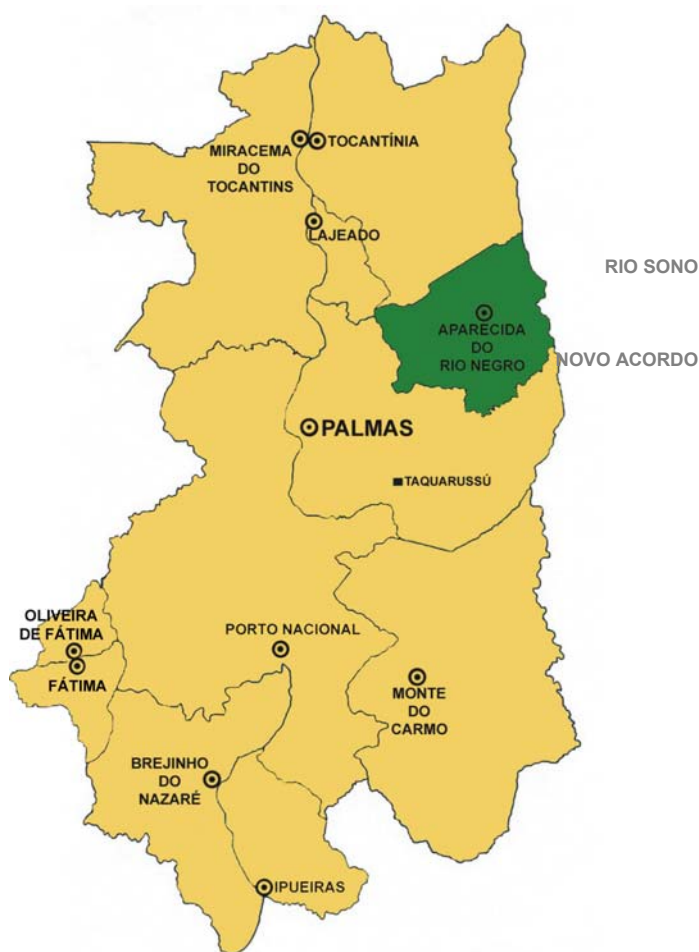 MIRACEMA
DO
TOCANTINS
TOCANTÍNIA
LAJEADO
RIO SONO
APARECIDA
DO
RIO NEGRO
NOVO ACORDO
PALMAS
TAQUARUSSÚ
OLIVEIRA
DE FÁTIMA
PORTO NACIONAL
FÁTIMA
MONTE
DO
CARMO
BREJINHO
DO
NAZARÉ
IPUEIRAS